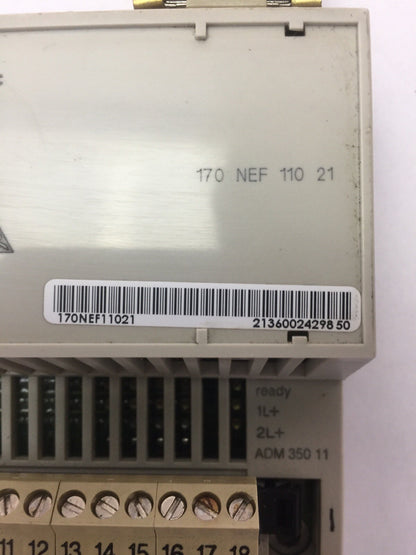 170 NEF 110 21
170NEF11021 21360024298 50
ready
1L+
2L+
ADM 350 11
11 12 13 14 15 16 17 18